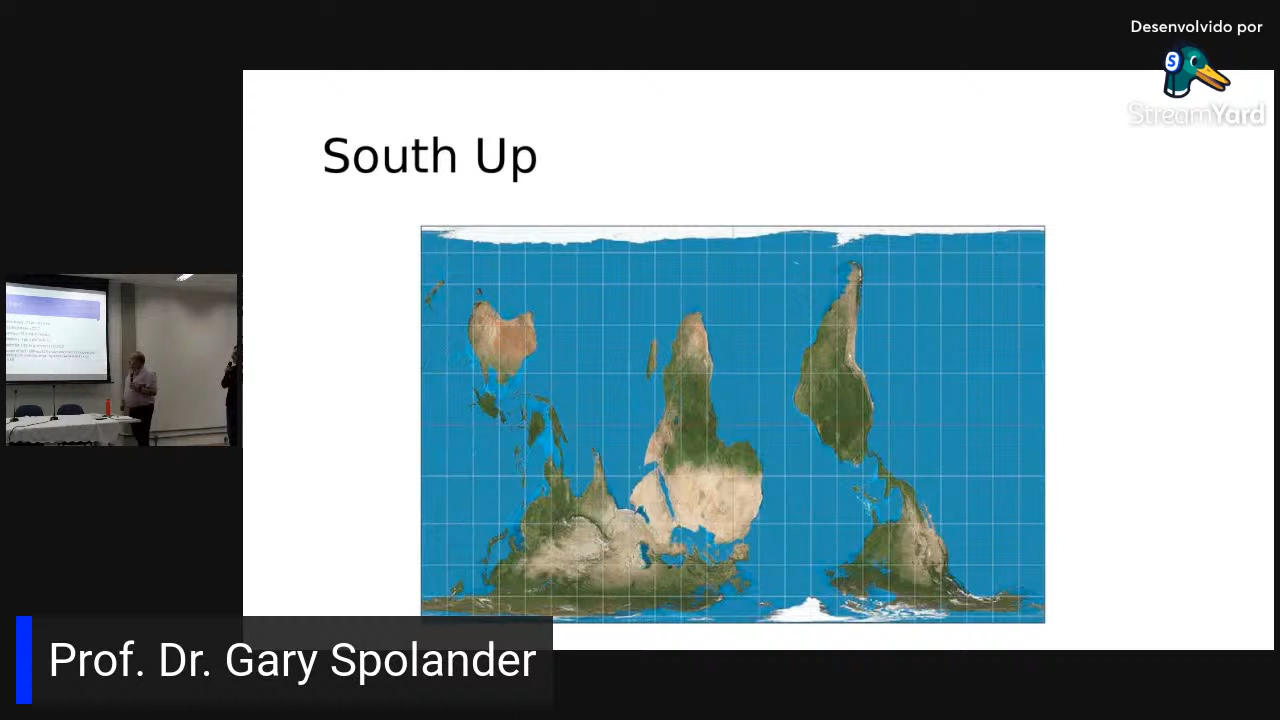 Desenvolvido por
S
StreamYard
South Up
Prof. Dr. Gary Spolander